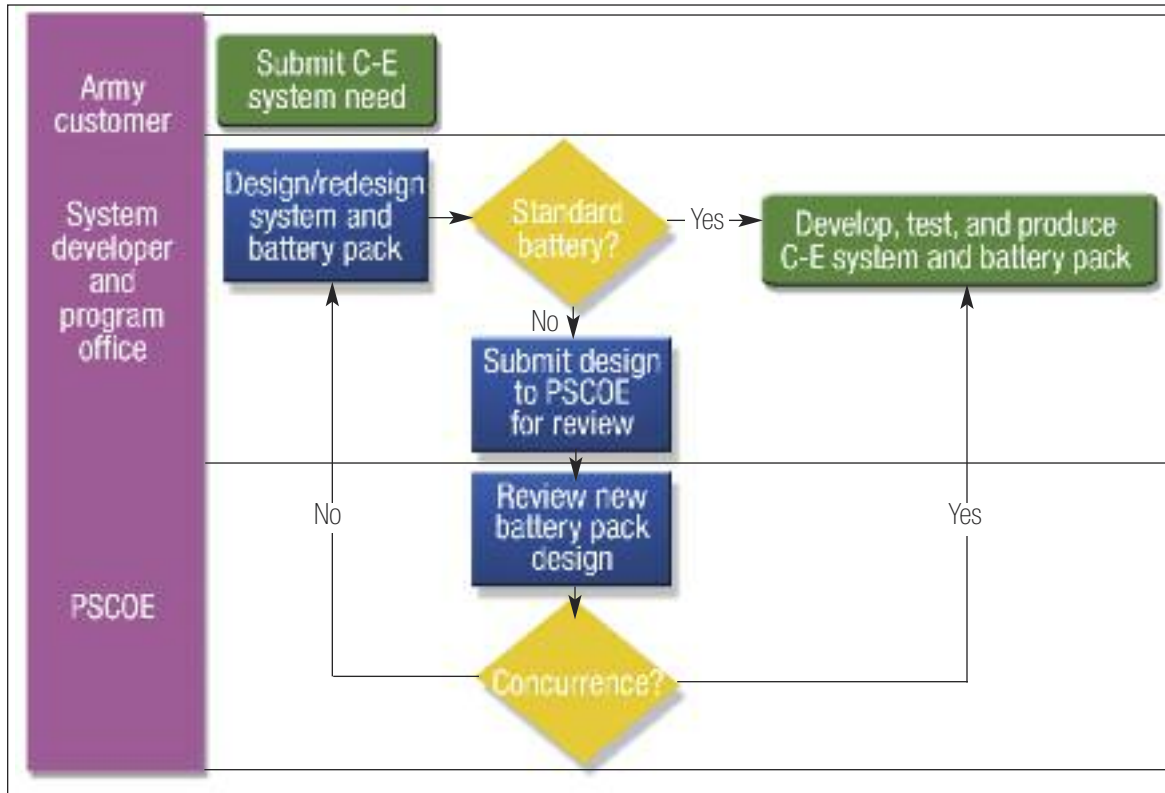 Army
customer
Submit C-E
system need
System
developer
and
program
office
Design/redesign
system and
battery pack
Standard
battery?
Yes
Develop, test, and produce
C-E system and battery pack
No
Submit design
to PSCOE
for review
PSCOE
Review new
battery pack
design
No
Yes
Concurrence?